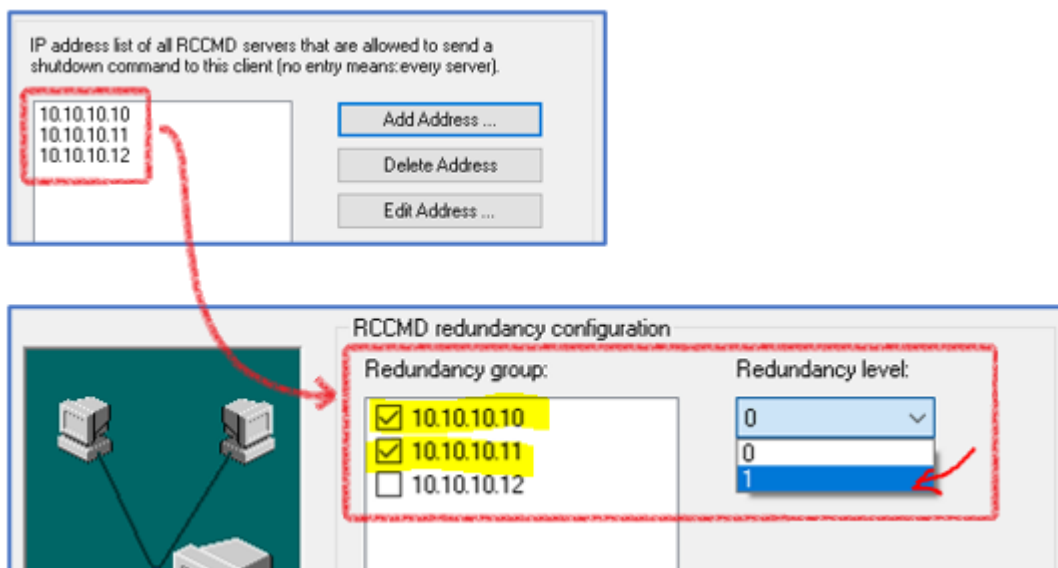 IP address list of all RCCMD servers that are allowed to send a
shutdown command to this client (no entry means:every server).
10.10.10.10
10.10.10.11
10.10.10.12
Add Address ...
Delete Address
Edit Address ...
RCCMD redundancy configuration
Redundancy group:
10.10.10.10
10.10.10.11
10.10.10.12
Redundancy level:
0
0
1